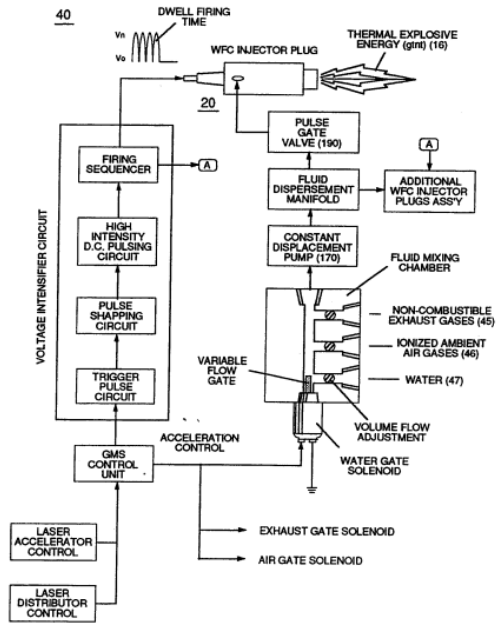 40
DWELL FIRING
TIME
Vn
Vo
WFC INJECTOR PLUG
THERMAL EXPLOSIVE
ENERGY (gtnt) (16)
20
PULSE
GATE
VALVE (190)
A
FIRING
SEQUENCER
A
FLUID
DISPERSEMENT
MANIFOLD
ADDITIONAL
WFC INJECTOR
PLUGS ASS'Y
VOLTAGE INTENSIFIER CIRCUIT
HIGH
INTENSITY
D.C. PULSING
CIRCUIT
CONSTANT
DISPLACEMENT
PUMP (170)
FLUID MIXING
CHAMBER
PULSE
SHAPPING
CIRCUIT
NON-COMBUSTIBLE
EXHAUST GASES (45)
IONIZED AMBIENT
AIR GASES (46)
VARIABLE
FLOW
GATE
WATER (47)
TRIGGER
PULSE
CIRCUIT
VOLUME FLOW
ADJUSTMENT
ACCELERATION
CONTROL
WATER GATE
SOLENOID
GMS
CONTROL
UNIT
EXHAUST GATE SOLENOID
LASER
ACCELERATOR
CONTROL
AIR GATE SOLENOID
LASER
DISTRIBUTOR
CONTROL